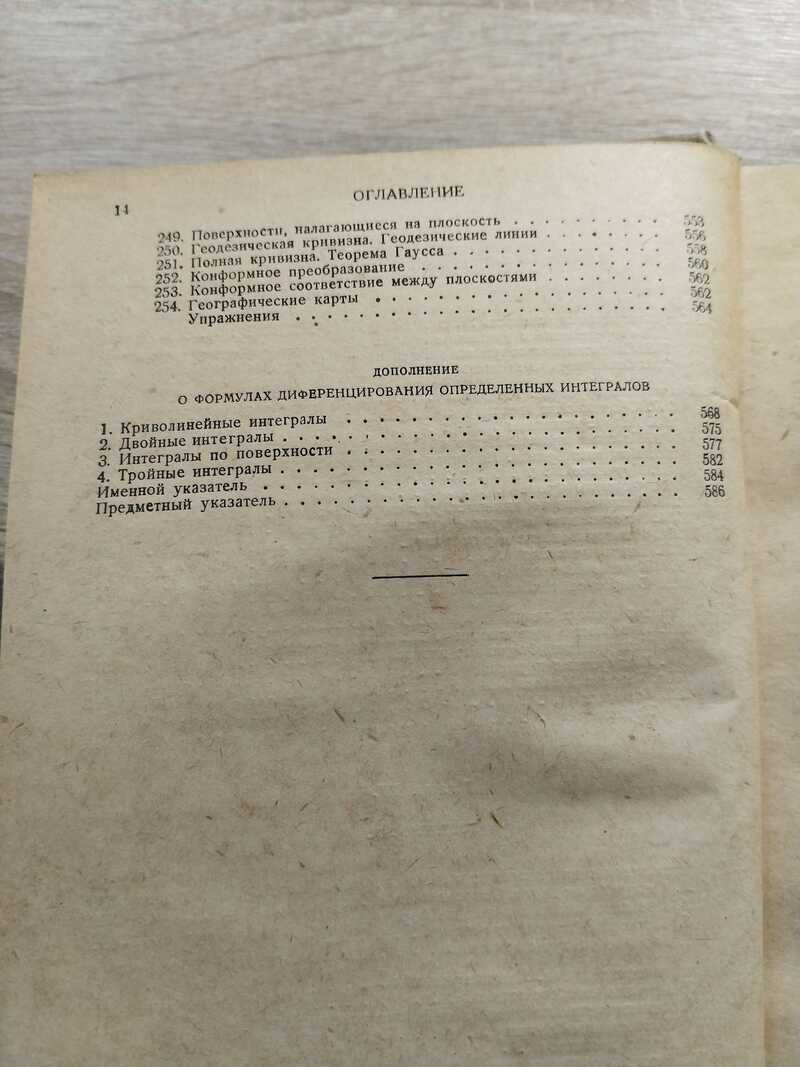 14
ОГЛАВЛЕНИЕ
249. Поверхности, налагающиеся на плоскость . . . . . . . . . 553
250. Геодезическая кривизна. Геодезические линии . . . . . . . 556
251. Полная кривизна. Теорема Гаусса . . . . . . . . . . . . 558
252. Конформное преобразование . . . . . . . . . . . . . . 560
253. Конформное соответствие между плоскостями . . . . . . . 562
254. Географические карты . . . . . . . . . . . . . . . . 562
Упражнения . . . . . . . . . . . . . . . . . . . . 564
ДОПОЛНЕНИЕ
О ФОРМУЛАХ ДИФЕРЕНЦИРОВАНИЯ ОПРЕДЕЛЕННЫХ ИНТЕГРАЛОВ
1. Криволинейные интегралы . . . . . . . . . . . . . . . . . . 568
2. Двойные интегралы . . . . . . . . . . . . . . . . . . . . . 575
3. Интегралы по поверхности . . . . . . . . . . . . . . . . . . 577
4. Тройные интегралы . . . . . . . . . . . . . . . . . . . . . 582
Именной указатель . . . . . . . . . . . . . . . . . . . . . . 584
Предметный указатель . . . . . . . . . . . . . . . . . . . . . 586